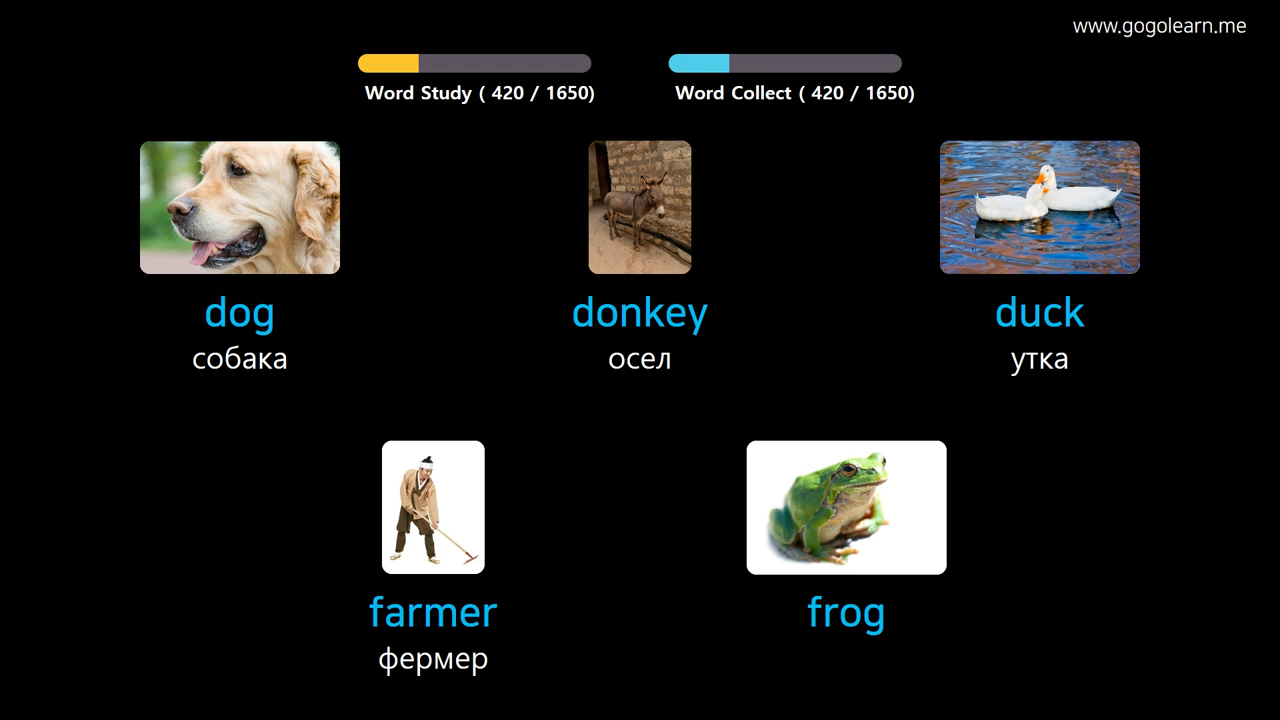 www.gogolearn.me
Word Study ( 420 / 1650)
Word Collect ( 420 / 1650)
dog
собака
donkey
осел
duck
утка
farmer
фермер
frog